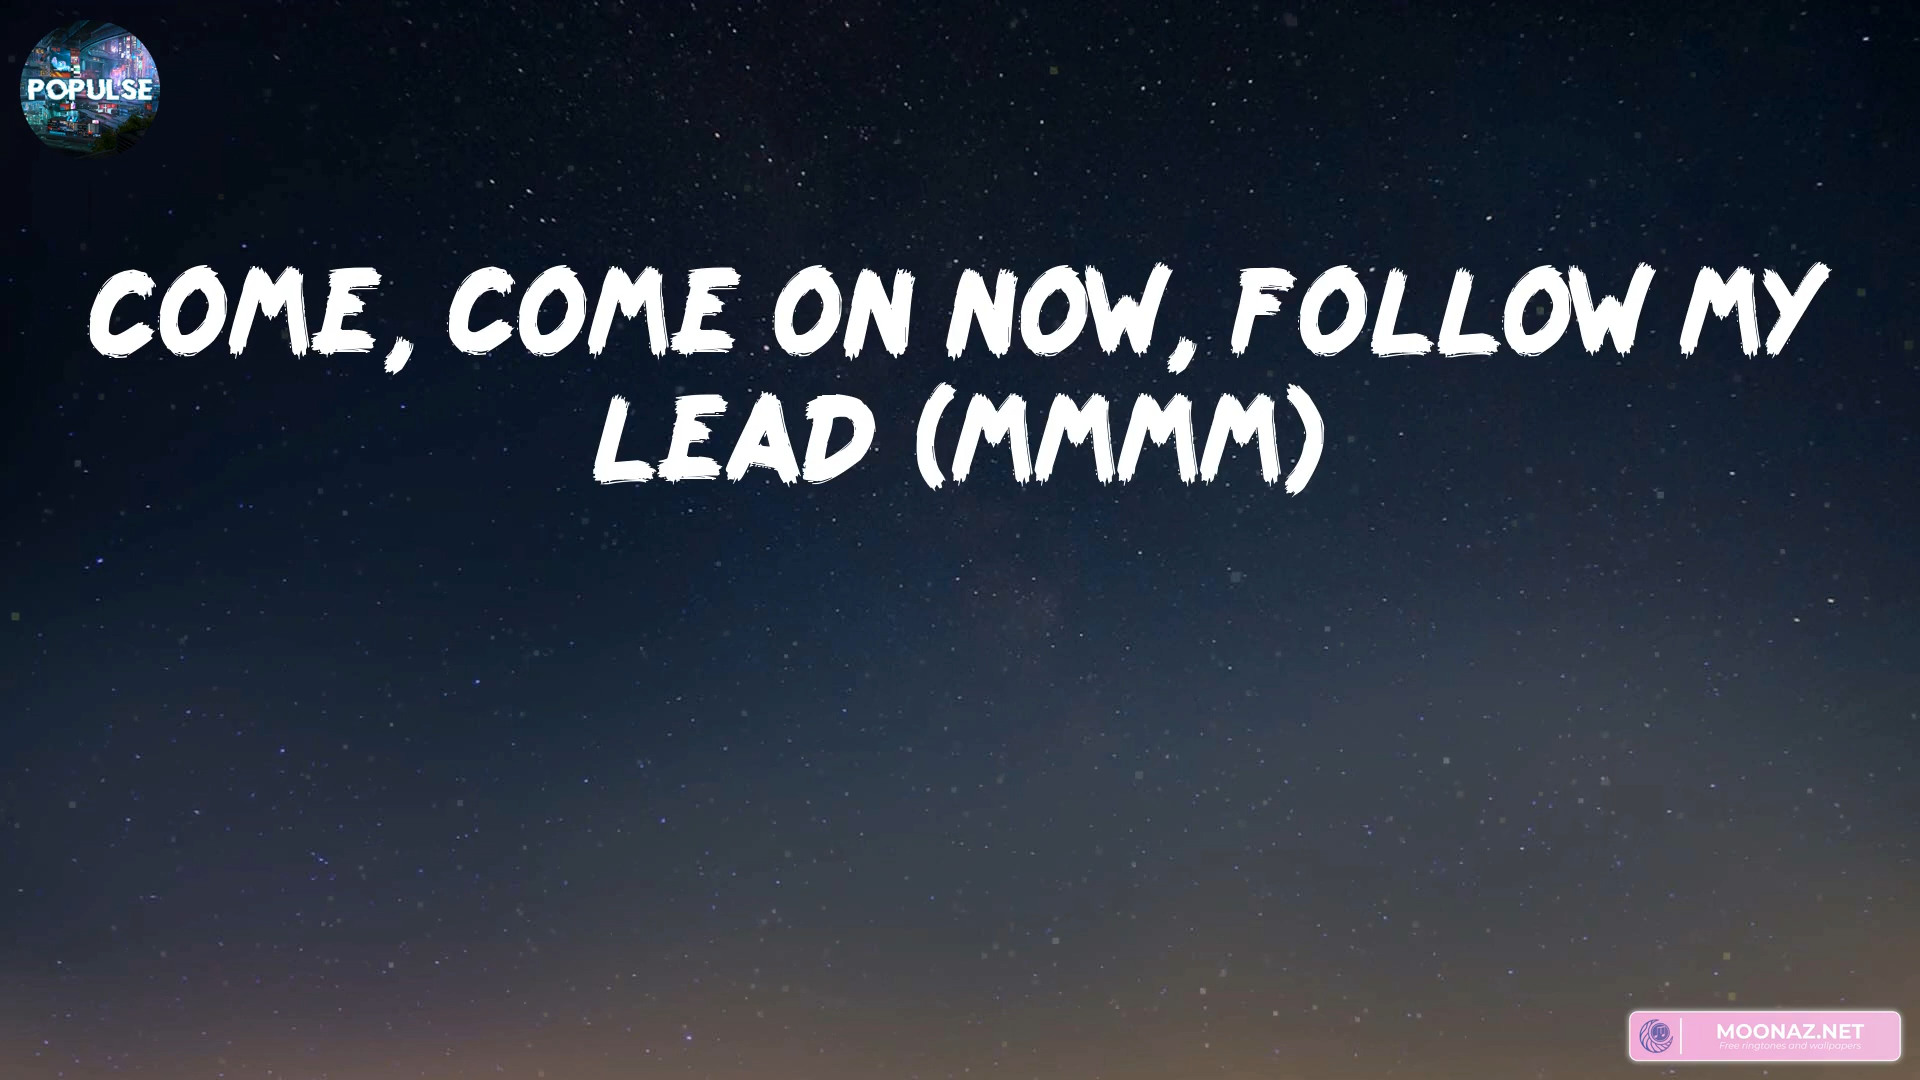 POPULSE
COME, COME ON NOW, FOLLOW MY
LEAD (MMMM)
MOONAZ.NET
Free ringtones and wallpapers